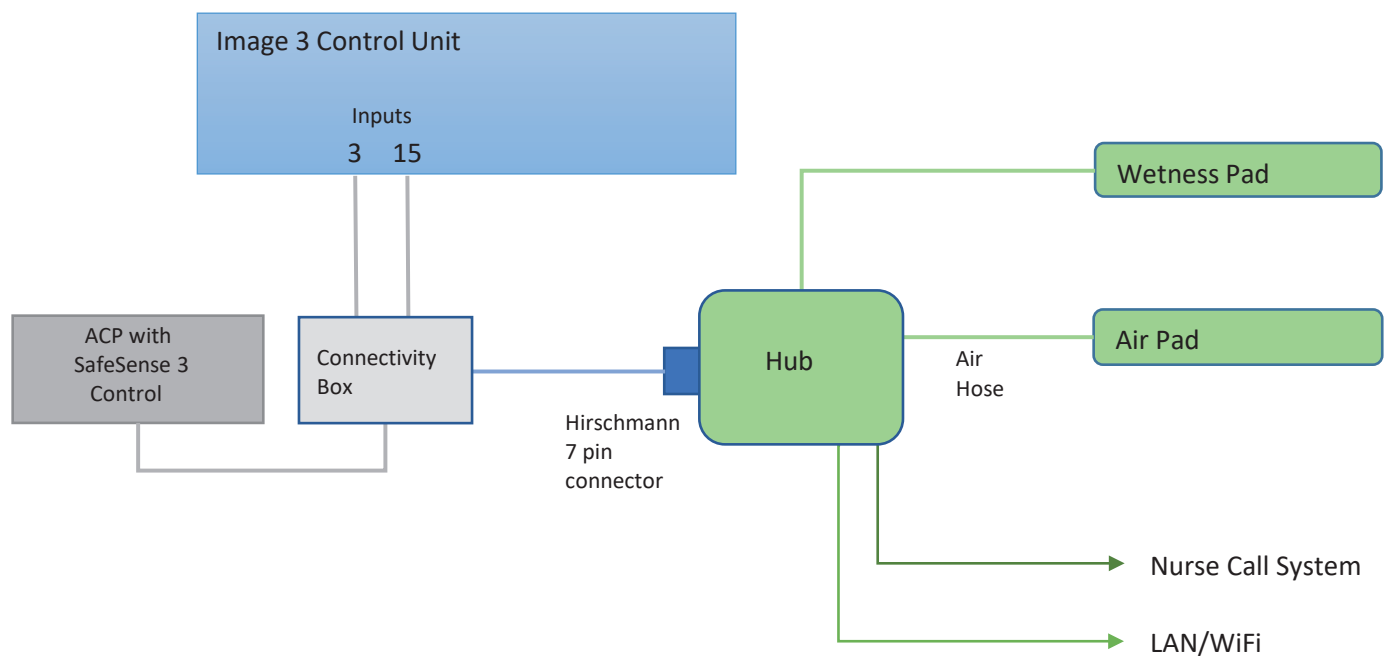 Image 3 Control Unit
Inputs
3 15
Wetness Pad
ACP with
SafeSense 3
Control
Connectivity
Box
Hub
Air Pad
Air
Hose
Hirschmann
7 pin
connector
Nurse Call System
LAN/WiFi